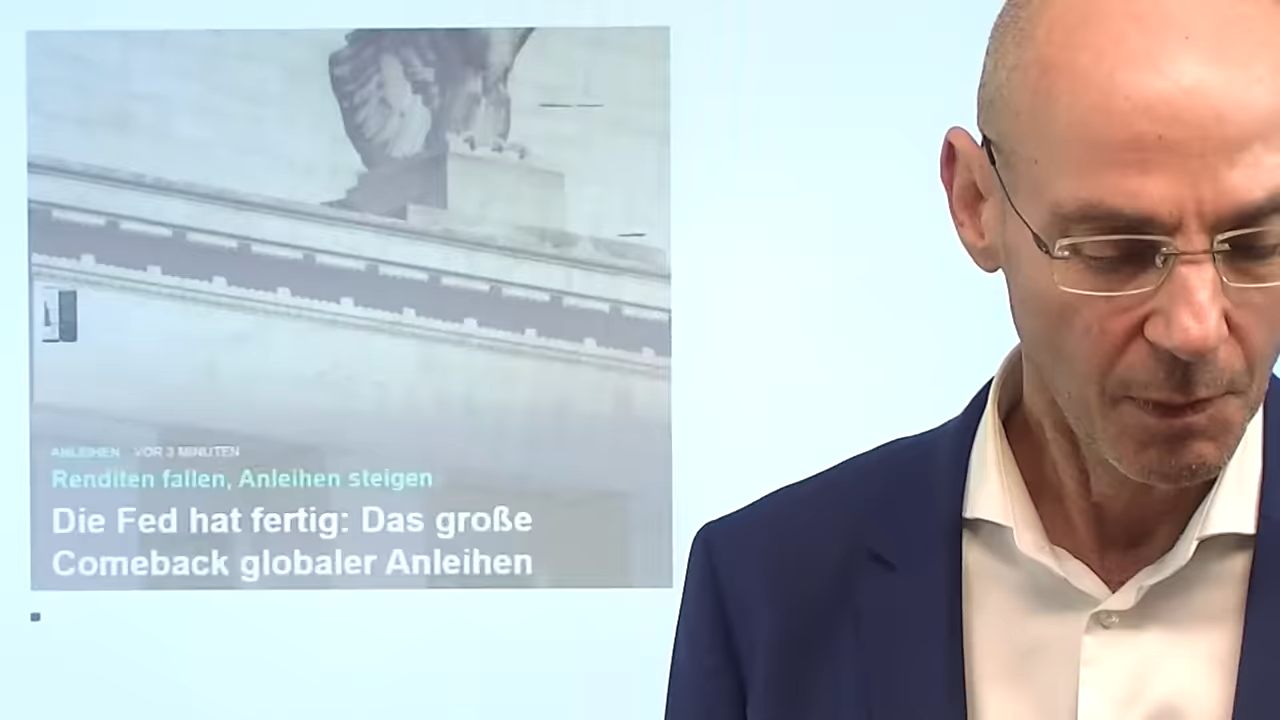 ANLEIHEN VOR 3 MINUTEN
Renditen fallen, Anleihen steigen
Die Fed hat fertig: Das große
Comeback globaler Anleihen